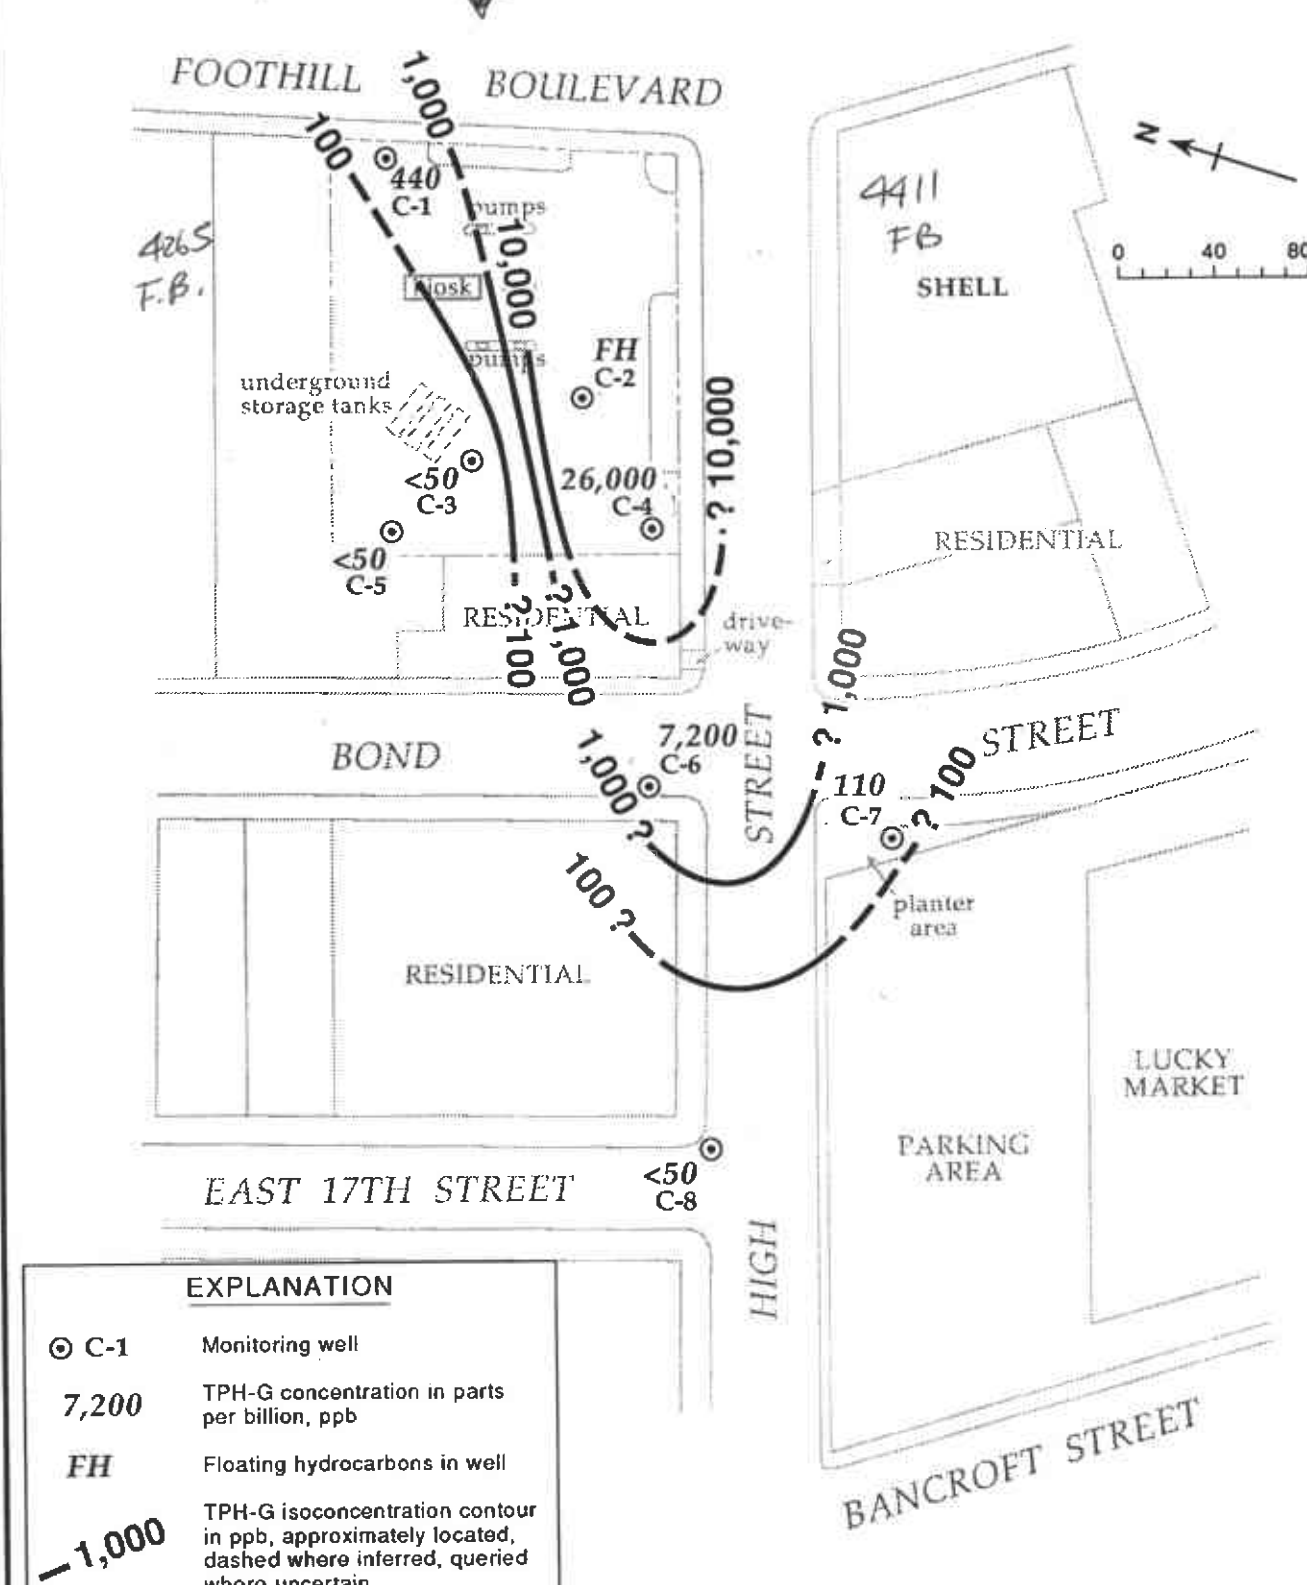 FOOTHILL BOULEVARD
1,000
100
440
C-1
pumps
10,000
4265
F.B.
kiosk
pumps
FH
C-2
underground
storage tanks
<50
C-3
26,000
C-4
<50
C-5
? 10,000
RESIDENTIAL
? 100
? 1,000
drive-
way
4411
FB
SHELL
N
0 40 80
RESIDENTIAL
? 1,000
BOND STREET
7,200
C-6
1,000 ?
STREET
110
C-7
? 100
100 ?
planter
area
RESIDENTIAL
LUCKY
MARKET
PARKING
AREA
EAST 17TH STREET
<50
C-8
HIGH
BANCROFT STREET
EXPLANATION
C-1 Monitoring well
7,200 TPH-G concentration in parts
per billion, ppb
FH Floating hydrocarbons in well
1,000 TPH-G isoconcentration contour
in ppb, approximately located,
dashed where inferred, queried
where uncertain